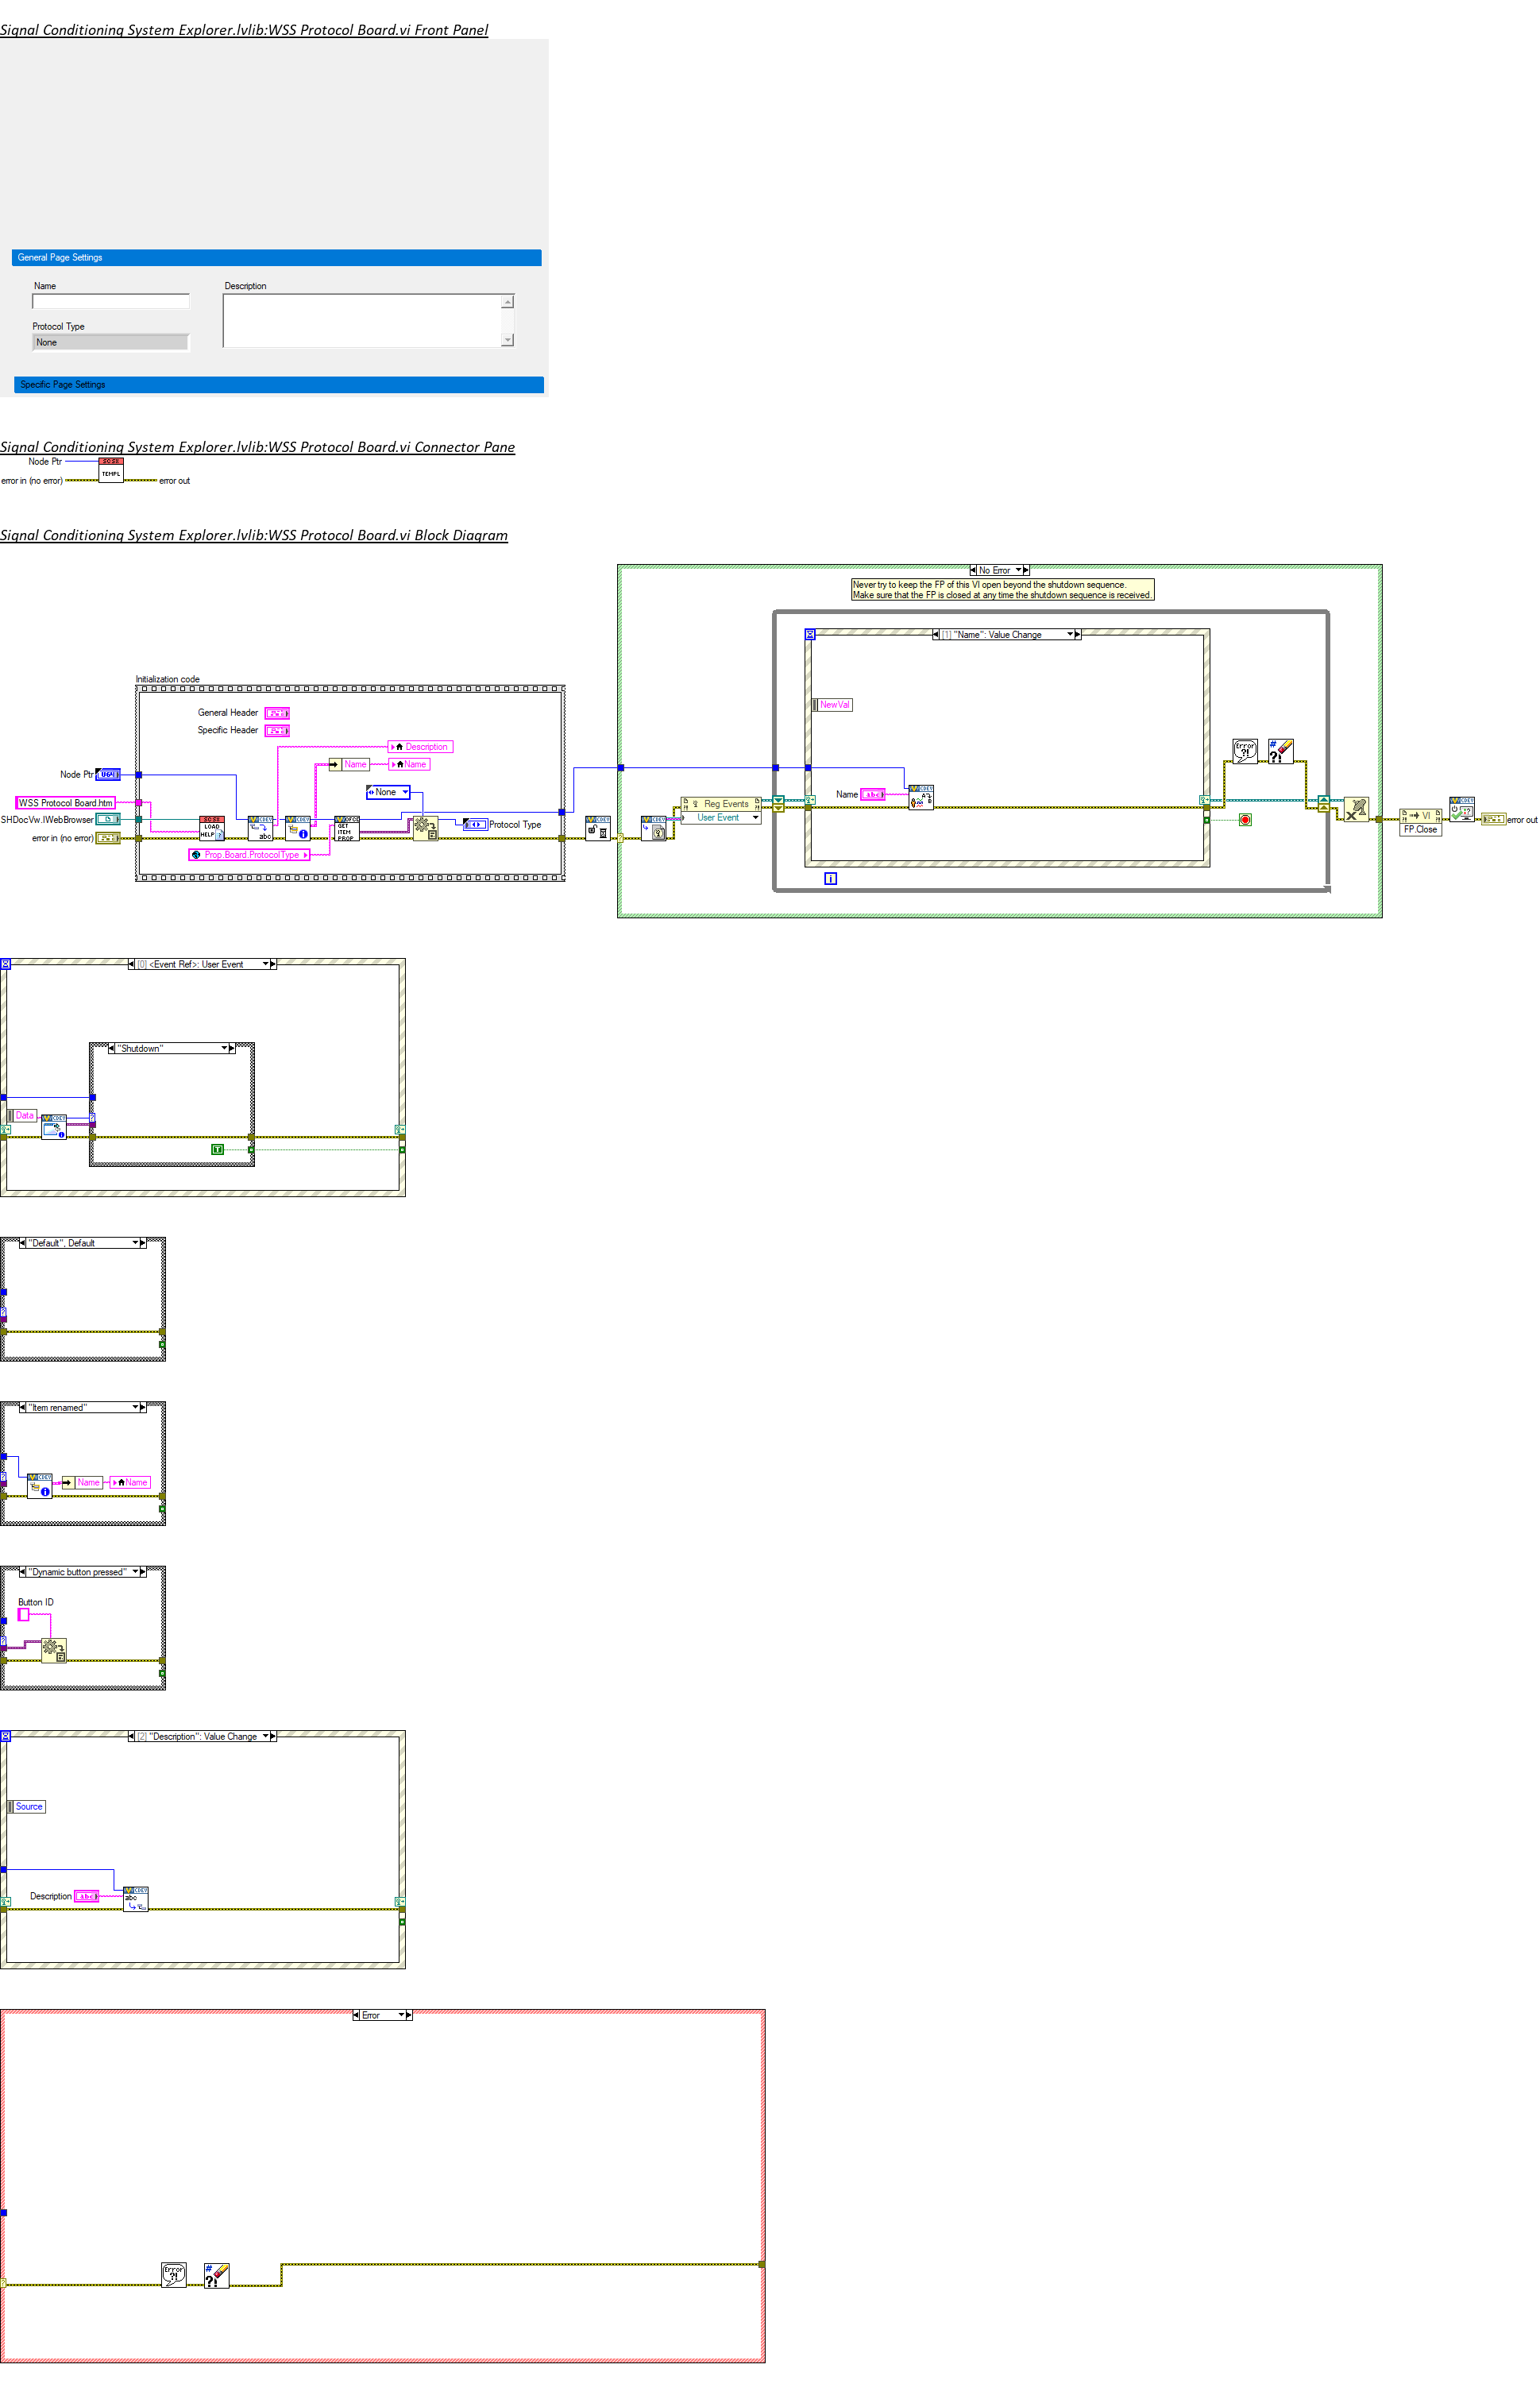 Signal Conditioning System Explorer.lvlib:WSS Protocol Board.vi Front Panel
General Page Settings
Name
Description
Protocol Type
None
Specific Page Settings
Signal Conditioning System Explorer.lvlib:WSS Protocol Board.vi Connector Pane
Node Ptr
TEMPL
error in (no error)
error out
Signal Conditioning System Explorer.lvlib:WSS Protocol Board.vi Block Diagram
No Error
Never try to keep the FP of this VI open beyond the shutdown sequence.
Make sure that the FP is closed at any time the shutdown sequence is received.
[1] "Name": Value Change
Initialization code
NewVal
General Header
Specific Header
Description
Name
Name
Node Ptr
None
Name
abc
WSS Protocol Board.htm
Reg Events
User Event
SHDocVw.IWebBrowser
LOAD
HELP
abc
GET
ITEM
PROP
Protocol Type
error in (no error)
VI
FP.Close
error out
Prop.Board.ProtocolType
i
[0] <Event Ref>: User Event
"Shutdown"
Data
T
"Default", Default
"Item renamed"
Name
Name
"Dynamic button pressed"
Button ID
[2] "Description": Value Change
Source
Description
abc
abc
Error
Error
?!
#
?!